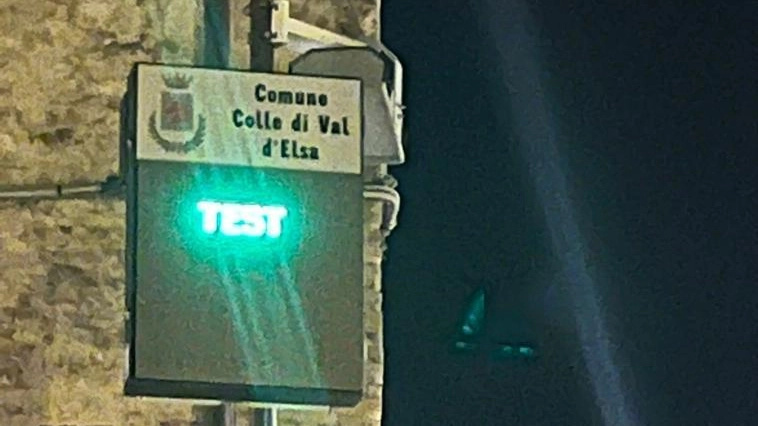 Comune
Colle di Val
d'Elsa
TEST